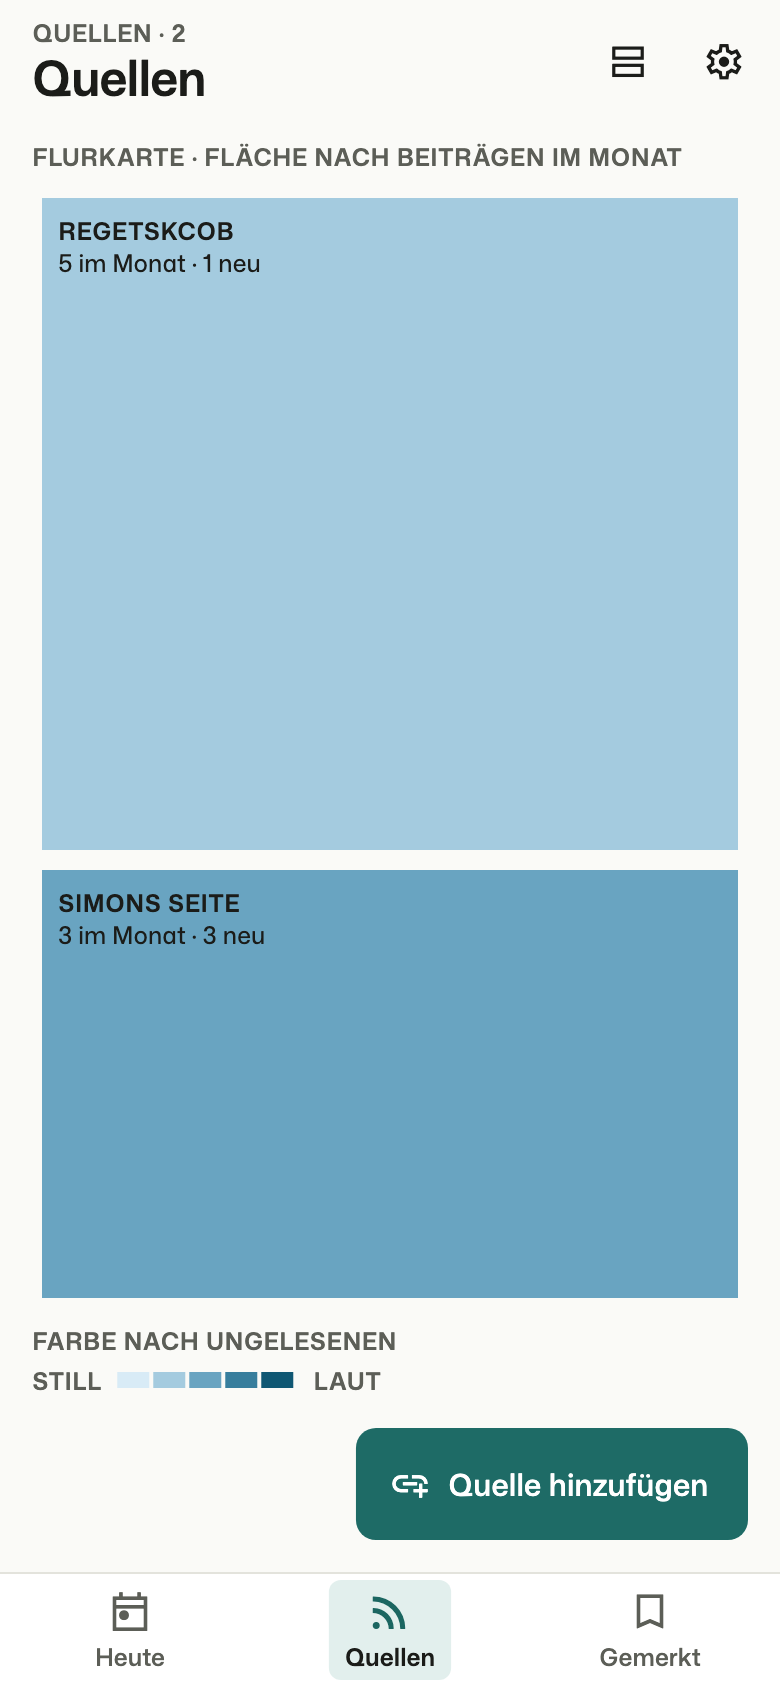 QUELLEN · 2
Quellen
FLURKARTE · FLÄCHE NACH BEITRÄGEN IM MONAT
REGETSKCOB
5 im Monat · 1 neu
SIMONS SEITE
3 im Monat · 3 neu
FARBE NACH UNGELESENEN
STILL LAUT
Quelle hinzufügen
Heute Quellen Gemerkt